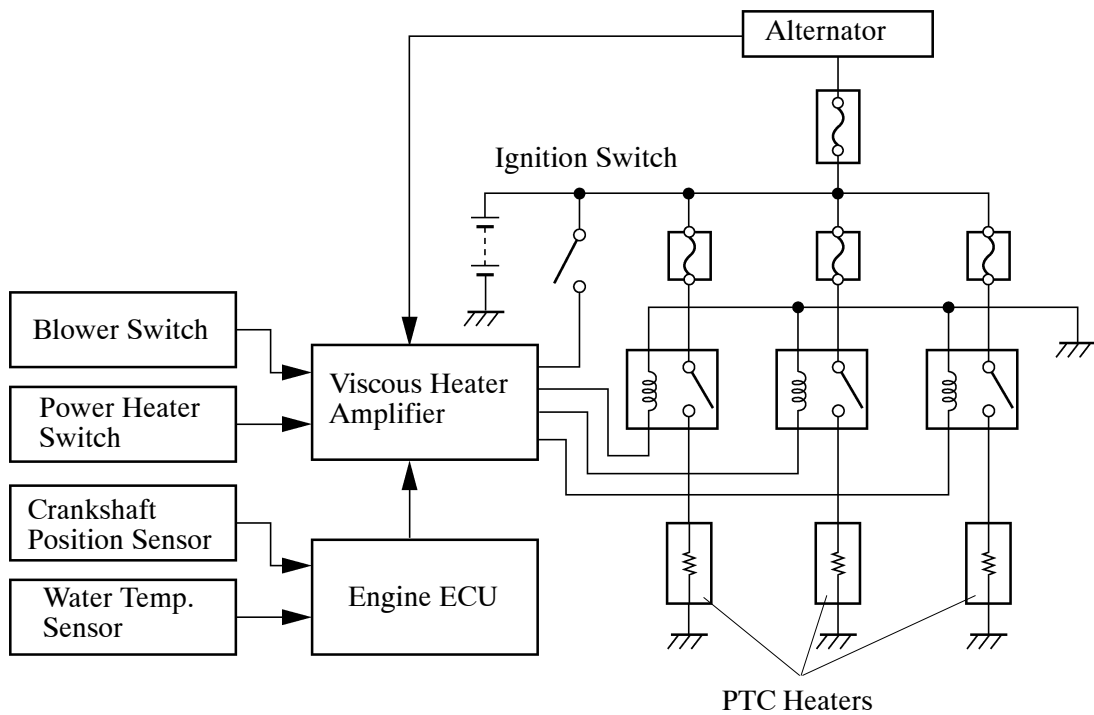 Alternator
Ignition Switch
Blower Switch
Viscous Heater
Amplifier
Power Heater
Switch
Crankshaft
Position Sensor
Engine ECU
Water Temp.
Sensor
PTC Heaters